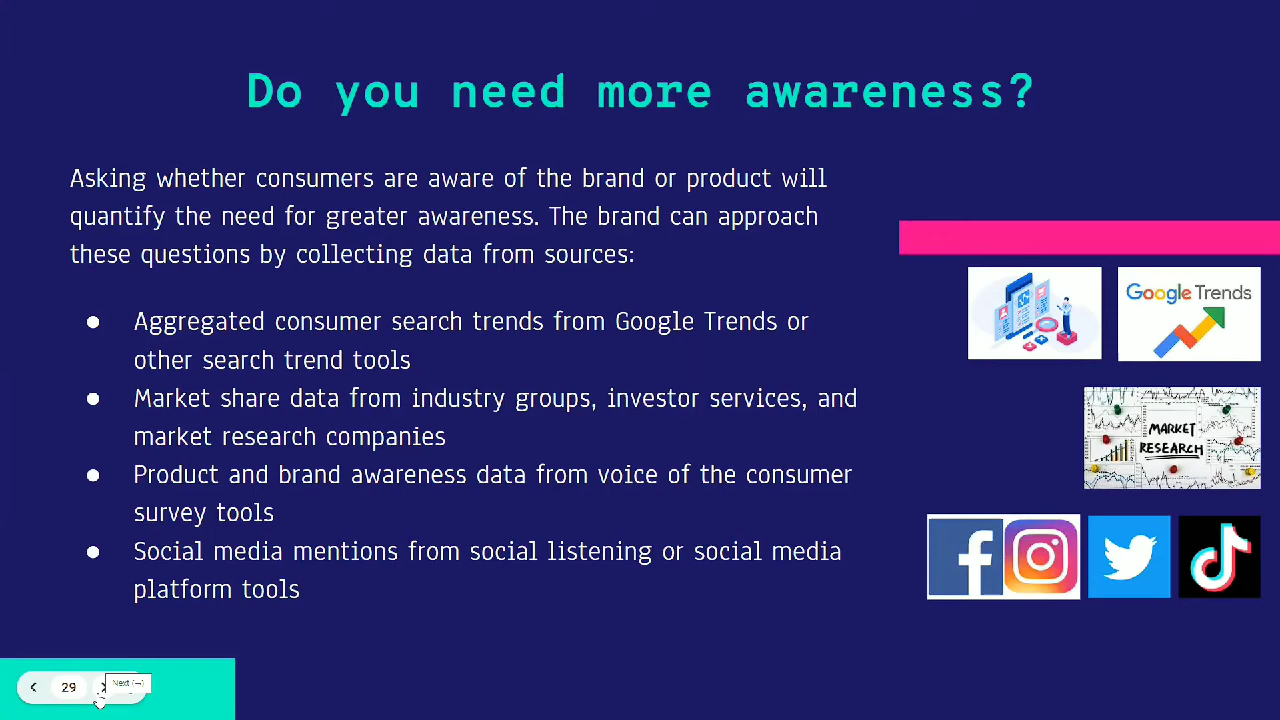 Do you need more awareness?
Asking whether consumers are aware of the brand or product will
quantify the need for greater awareness. The brand can approach
these questions by collecting data from sources:
● Aggregated consumer search trends from Google Trends or
other search trend tools
● Market share data from industry groups, investor services, and
market research companies
● Product and brand awareness data from voice of the consumer
survey tools
● Social media mentions from social listening or social media
platform tools
Google Trends
MARKET
RESEARCH
29
Next (→)